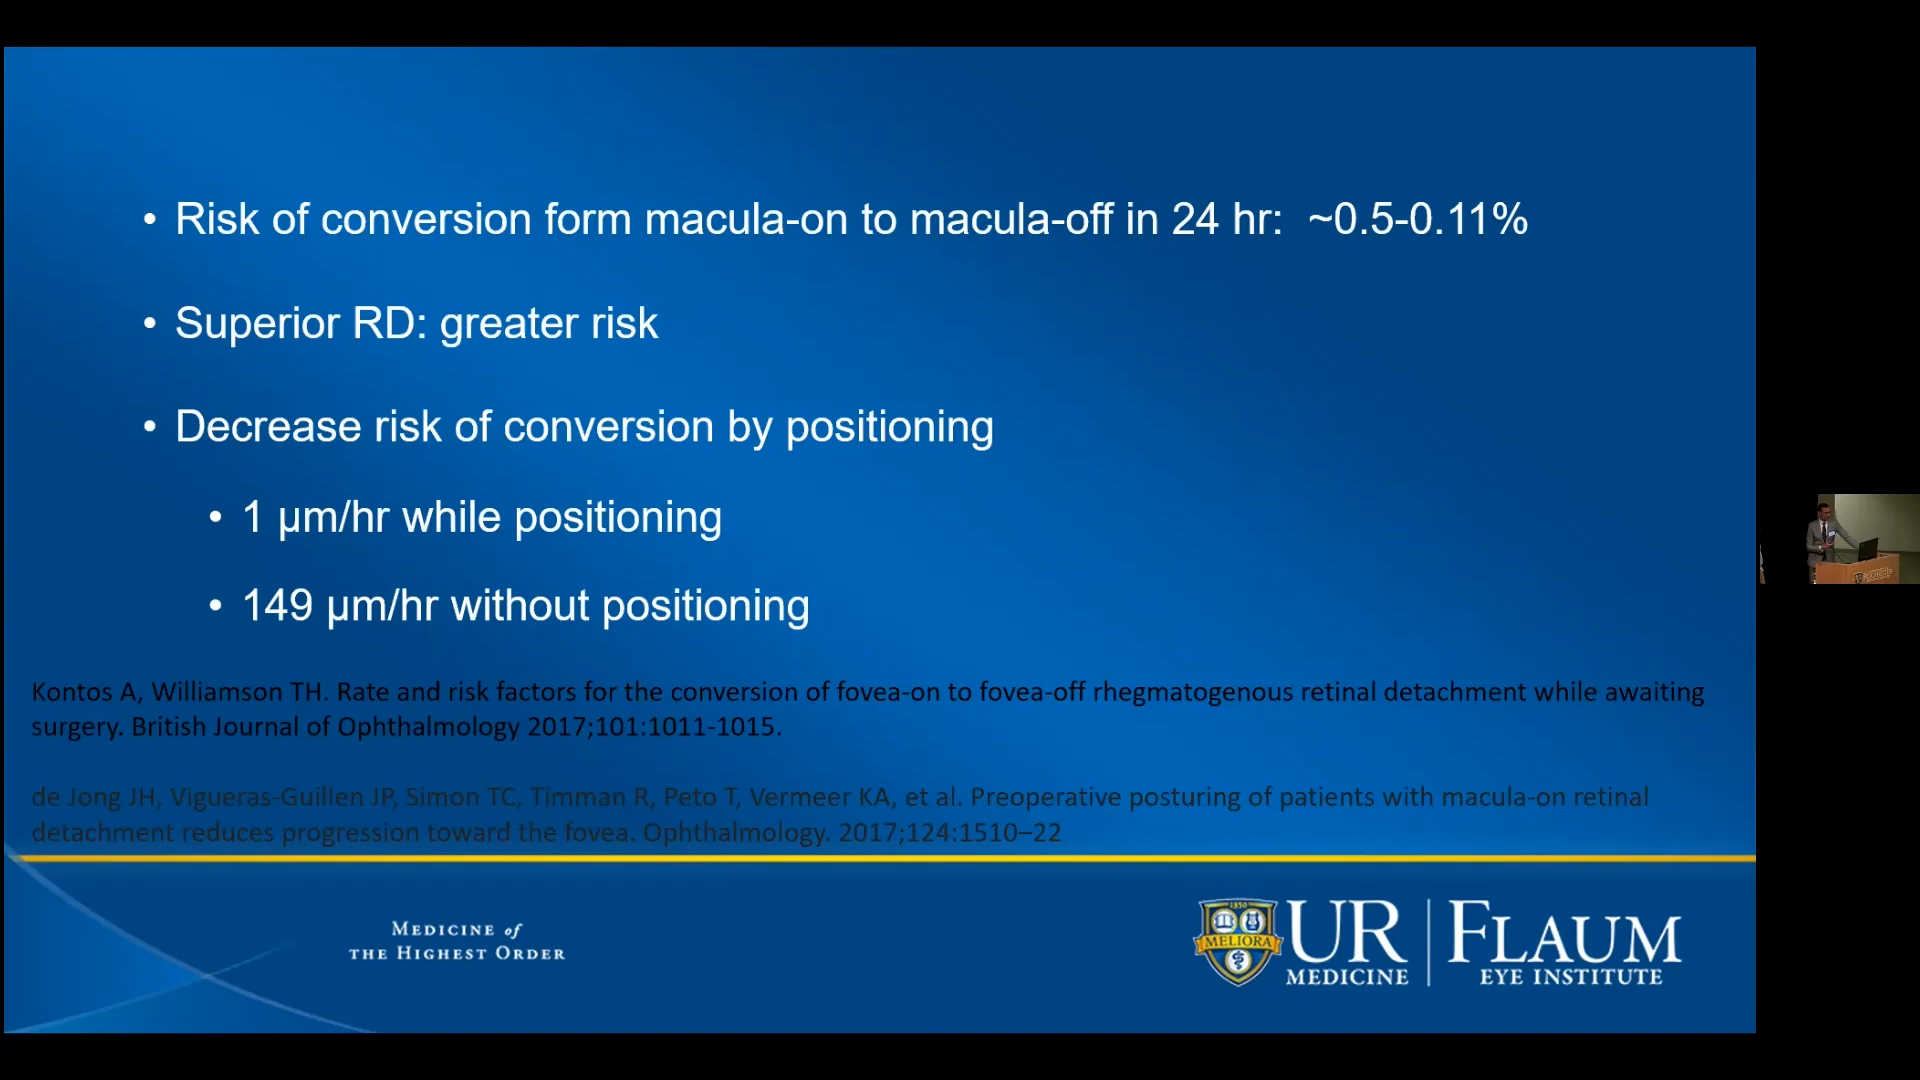 • Risk of conversion form macula-on to macula-off in 24 hr:  ~0.5-0.11%
• Superior RD: greater risk
• Decrease risk of conversion by positioning
• 1 µm/hr while positioning
• 149 µm/hr without positioning
Kontos A, Williamson TH. Rate and risk factors for the conversion of fovea-on to fovea-off rhegmatogenous retinal detachment while awaiting
surgery. British Journal of Ophthalmology 2017;101:1011-1015.
de Jong JH, Vigueras-Guillen JP, Simon TC, Timman R, Peto T, Vermeer KA, et al. Preoperative posturing of patients with macula-on retinal
detachment reduces progression toward the fovea. Ophthalmology. 2017;124:1510–22
MEDICINE of
THE HIGHEST ORDER
1850
MELIORA
UR
MEDICINE
FLAUM
EYE INSTITUTE